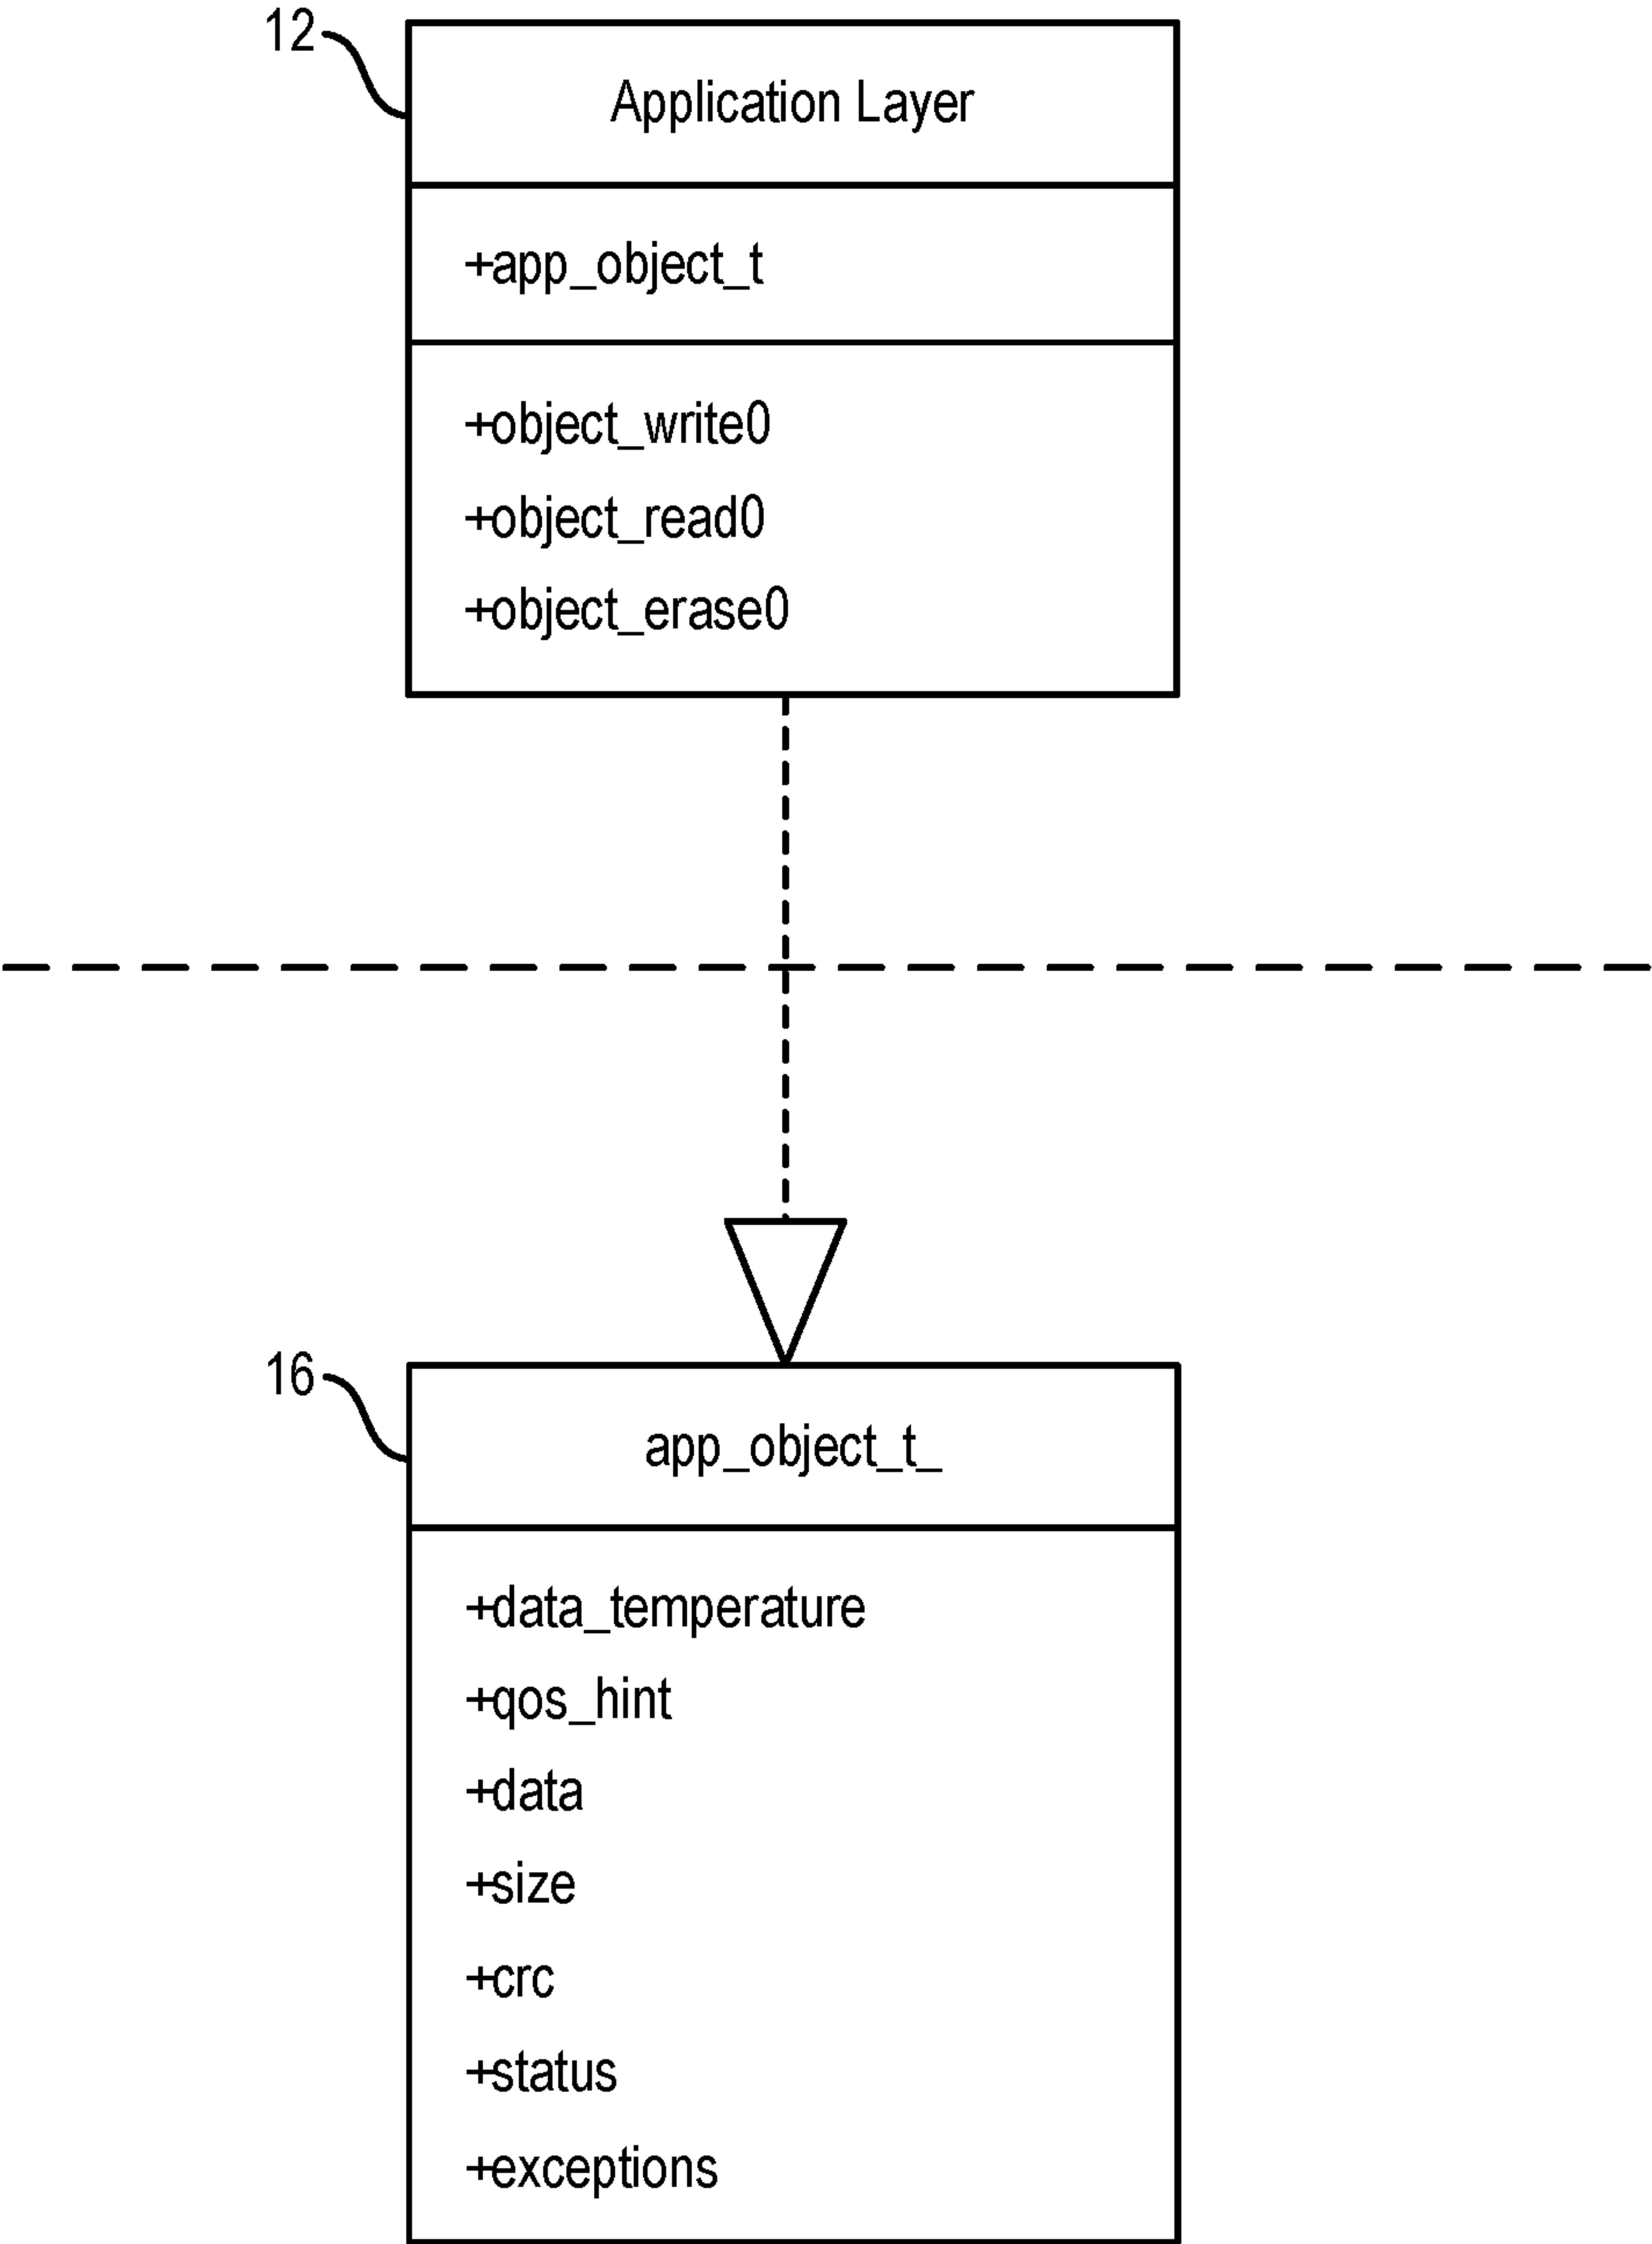 12
Application Layer
+app_object_t
+object_write0
+object_read0
+object_erase0
16
app_object_t_
+data_temperature
+qos_hint
+data
+size
+crc
+status
+exceptions